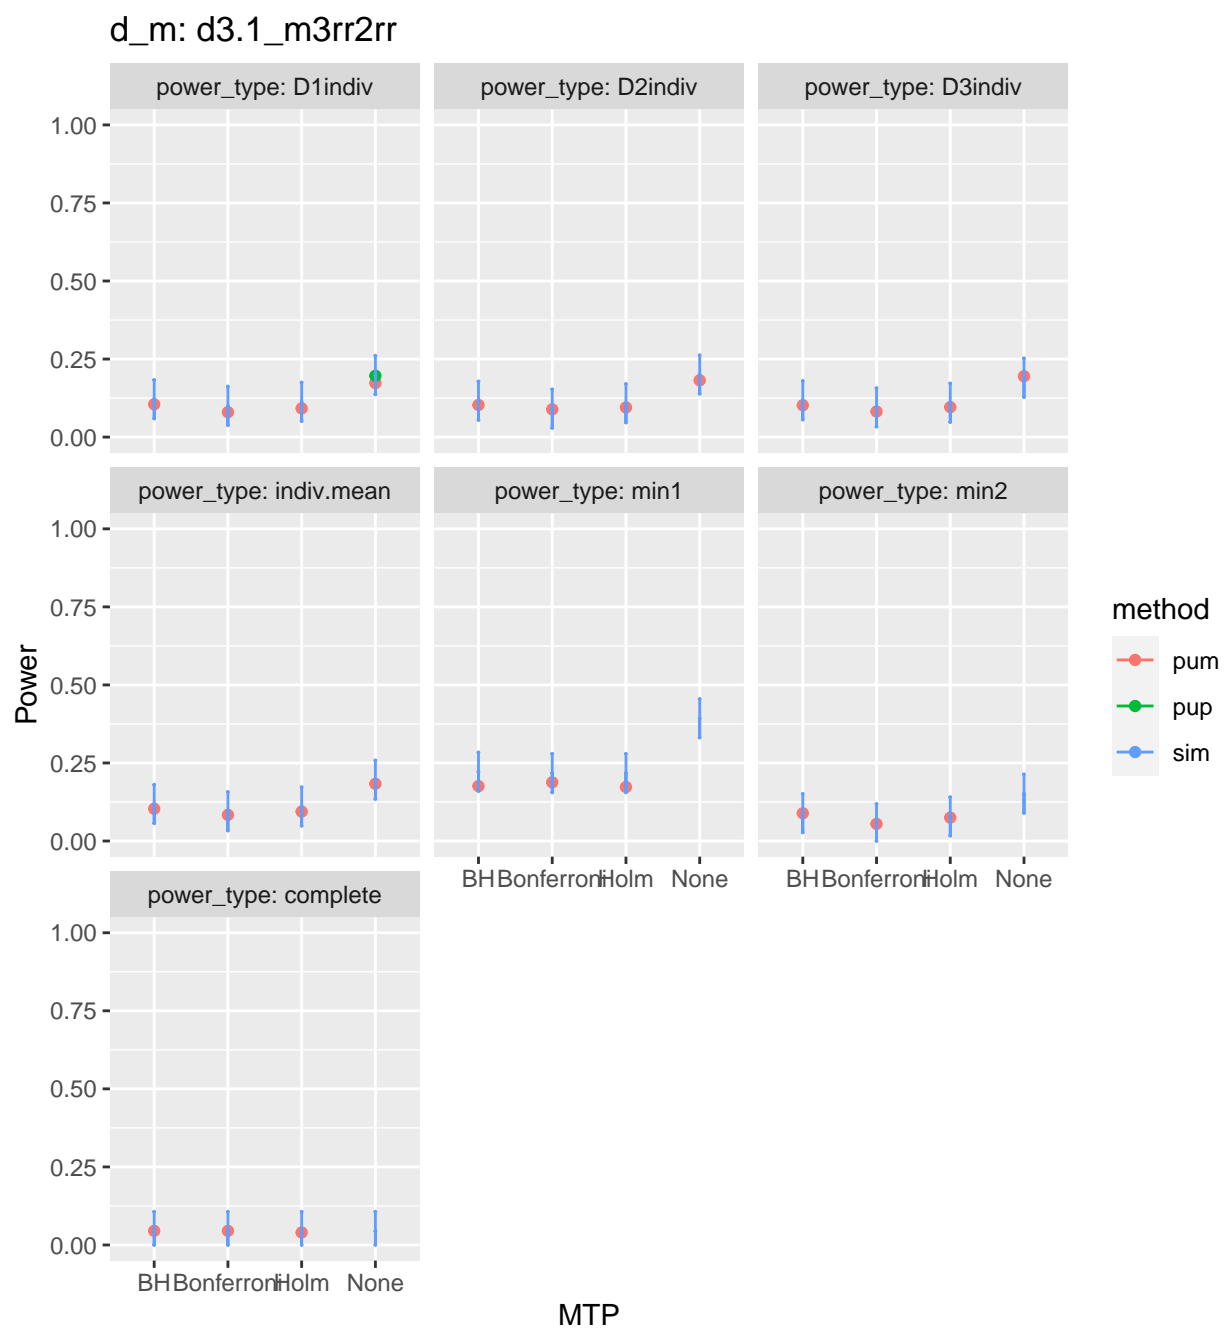 d_m: d3.1_m3rr2rr
power_type: D1indiv
power_type: D2indiv
power_type: D3indiv
1.00
0.75
0.50
0.25
0.00
power_type: indiv.mean
power_type: min1
power_type: min2
1.00
0.75
0.50
0.25
0.00
BH Bonferroni Holm None
BH Bonferroni Holm None
power_type: complete
1.00
0.75
0.50
0.25
0.00
BH Bonferroni Holm None
MTP
Power
method
pum
pup
sim